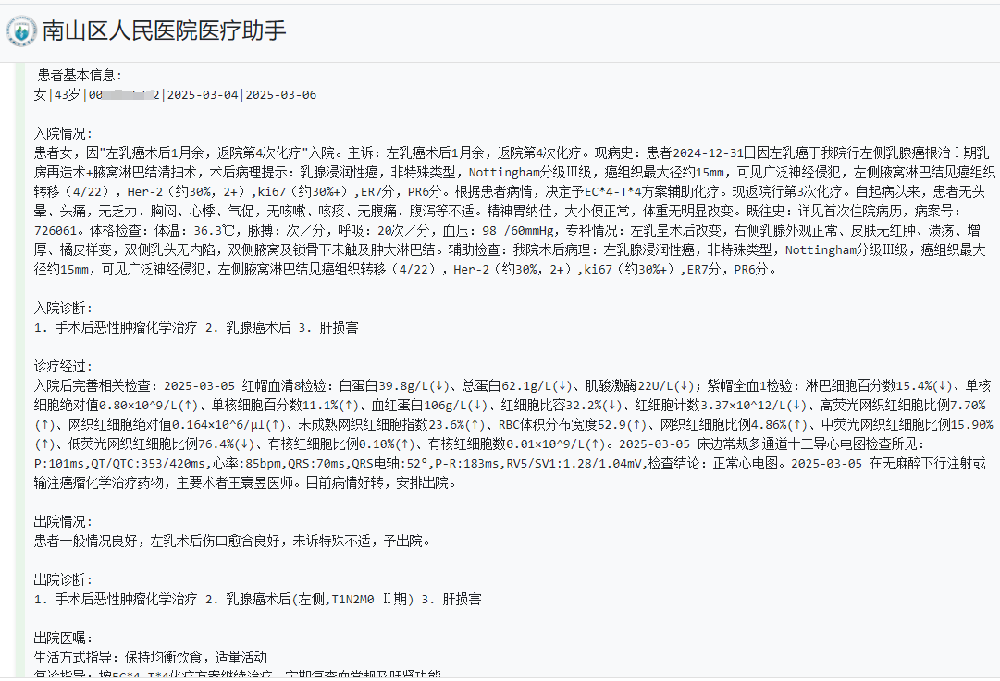 南山区人民医院医疗助手
患者基本信息:
女|43岁|00 2|2025-03-04|2025-03-06
入院情况:
患者女，因"左乳癌术后1月余，返院第4次化疗"入院。主诉: 左乳癌术后1月余，返院第4次化疗。现病史: 患者2024-12-31日因左乳癌于我院行左侧乳腺癌根治Ⅰ期乳
房再造术+腋窝淋巴结清扫术，术后病理提示: 乳腺浸润性癌，非特殊类型，Nottingham分级Ⅲ级，癌组织最大径约15mm，可见广泛神经侵犯，左侧腋窝淋巴结见癌组织
转移（4/22），Her-2（约30%，2+）,ki67（约30%+）,ER7分，PR6分。根据患者病情，决定予EC*4-T*4方案辅助化疗。现返院行第3次化疗。自起病以来，患者无头
晕、头痛，无乏力、胸闷、心悸、气促，无咳嗽、咳痰、无腹痛、腹泻等不适。精神胃纳佳，大小便正常，体重无明显改变。既往史: 详见首次住院病历，病案号:
726061。体格检查: 体温: 36.3℃，脉搏: 次／分，呼吸: 20次／分，血压: 98 /60mmHg，专科情况: 左乳呈术后改变，右侧乳腺外观正常、皮肤无红肿、溃疡、增
厚、橘皮样变，双侧乳头无内陷，双侧腋窝及锁骨下未触及肿大淋巴结。辅助检查: 我院术后病理: 左乳腺浸润性癌，非特殊类型，Nottingham分级Ⅲ级，癌组织最大
径约15mm，可见广泛神经侵犯，左侧腋窝淋巴结见癌组织转移（4/22），Her-2（约30%，2+）,ki67（约30%+）,ER7分，PR6分。
入院诊断:
1. 手术后恶性肿瘤化学治疗 2. 乳腺癌术后 3. 肝损害
诊疗经过:
入院后完善相关检查: 2025-03-05 红帽血清8检验: 白蛋白39.8g/L(↓)、总蛋白62.1g/L(↓)、肌酸激酶22U/L(↓)；紫帽全血1检验: 淋巴细胞百分数15.4%(↓)、单核
细胞绝对值0.80×10^9/L(↑)、单核细胞百分数11.1%(↑)、血红蛋白106g/L(↓)、红细胞比容32.2%(↓)、红细胞计数3.37×10^12/L(↓)、高荧光网织红细胞比例7.70%
(↑)、网织红细胞绝对值0.164×10^6/μl(↑)、未成熟网织红细胞指数23.6%(↑)、RBC体积分布宽度52.9(↑)、网织红细胞比例4.86%(↑)、中荧光网织红细胞比例15.90%
(↑)、低荧光网织红细胞比例76.4%(↓)、有核红细胞比例0.10%(↑)、有核红细胞数0.01×10^9/L(↑)。2025-03-05 床边常规多通道十二导心电图检查所见:
P:101ms,QT/QTC:353/420ms,心率:85bpm,QRS:70ms,QRS电轴:52º,P-R:183ms,RV5/SV1:1.28/1.04mV,检查结论: 正常心电图。2025-03-05 在无麻醉下行注射或
输注癌瘤化学治疗药物，主要术者王寰昱医师。目前病情好转，安排出院。
出院情况:
患者一般情况良好，左乳术后伤口愈合良好，未诉特殊不适，予出院。
出院诊断:
1. 手术后恶性肿瘤化学治疗 2. 乳腺癌术后(左侧,T1N2M0 Ⅱ期) 3. 肝损害
出院医嘱:
生活方式指导: 保持均衡饮食，适量活动
复诊指导: 按EC*4-T*4化疗方案继续治疗，定期复查血常规及肝肾功能